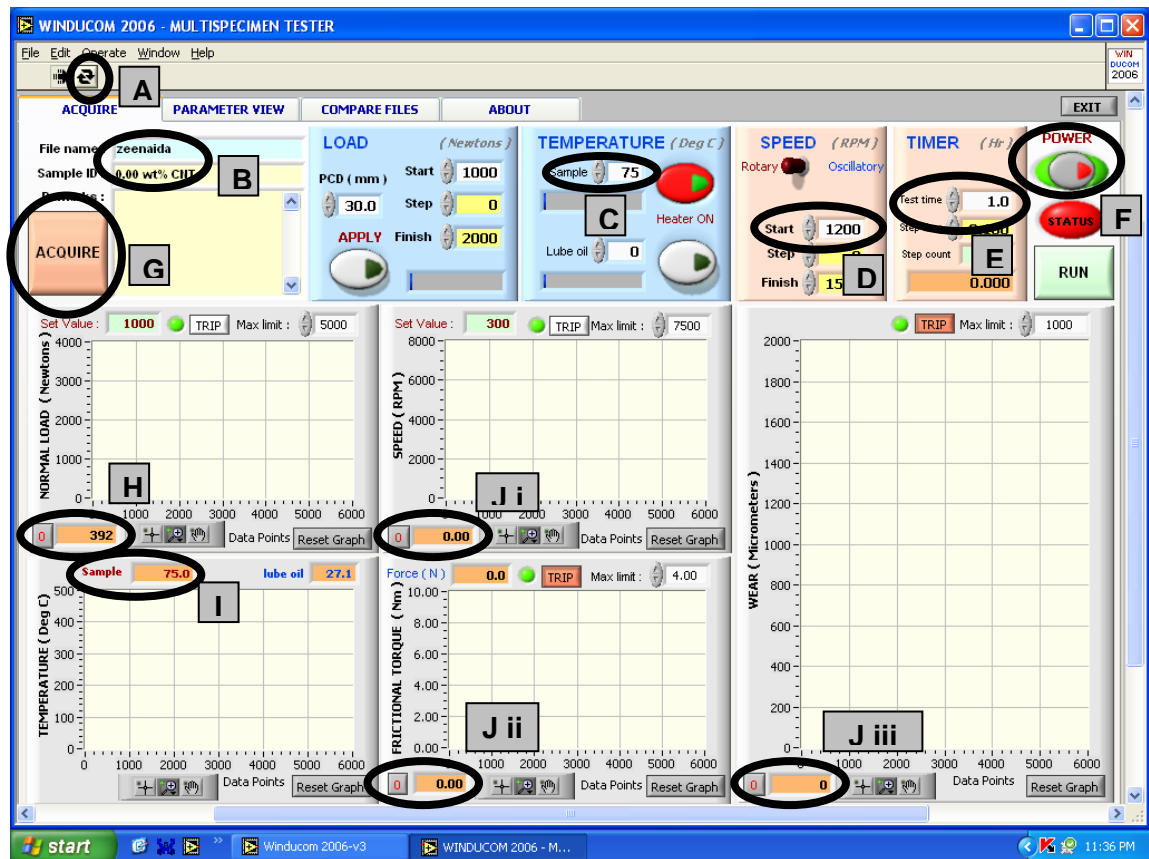 WINDUCOM 2006 - MULTISPECIMEN TESTER
File Edit Operate Window Help
WIN
DUCOM
2006
A
ACQUIRE PARAMETER VIEW COMPARE FILES ABOUT EXIT
File name zeenaida
Sample ID 0.00 wt% CNT
B
ACQUIRE
G
LOAD (Newtons)
PCD (mm) Start 1000
30.0 Step 0
APPLY Finish 2000
TEMPERATURE (Deg C)
Sample 75
C
Heater ON
Lube oil 0
SPEED (RPM)
Rotary Oscillatory
Start 1200
Step
Finish 15
D
TIMER (Hr)
Test time 1.0
Step
Step count
E
0.000
POWER
STATUS
F
RUN
Set Value : 1000 TRIP Max limit : 5000
NORMAL LOAD (Newtons)
4000
3000
2000
1000
0
H
1000 2000 3000 4000 5000 6000
0 392 Data Points Reset Graph
Set Value : 300 TRIP Max limit : 7500
SPEED (RPM)
8000
6000
4000
2000
0
J i
1000 2000 3000 4000 5000 6000
0 0.00 Data Points Reset Graph
TRIP Max limit : 1000
WEAR (Micrometers)
2000
1800
1600
1400
1200
1000
800
600
400
200
0
J iii
0 1000 2000 3000 4000 5000 6000
0 0 Data Points Reset Graph
Sample 75.0 lube oil 27.1
I
TEMPERATURE (Deg C)
500
400
300
200
100
0
0 1000 2000 3000 4000 5000 6000
Data Points Reset Graph
Force (N) 0.0 TRIP Max limit : 4.00
FRICTIONAL TORQUE (Nm)
10.00
8.00
6.00
4.00
2.00
0.00
J ii
0 1000 2000 3000 4000 5000 6000
0 0.00 Data Points Reset Graph
start Winducom 2006-v3 WINDUCOM 2006 - M... 11:36 PM